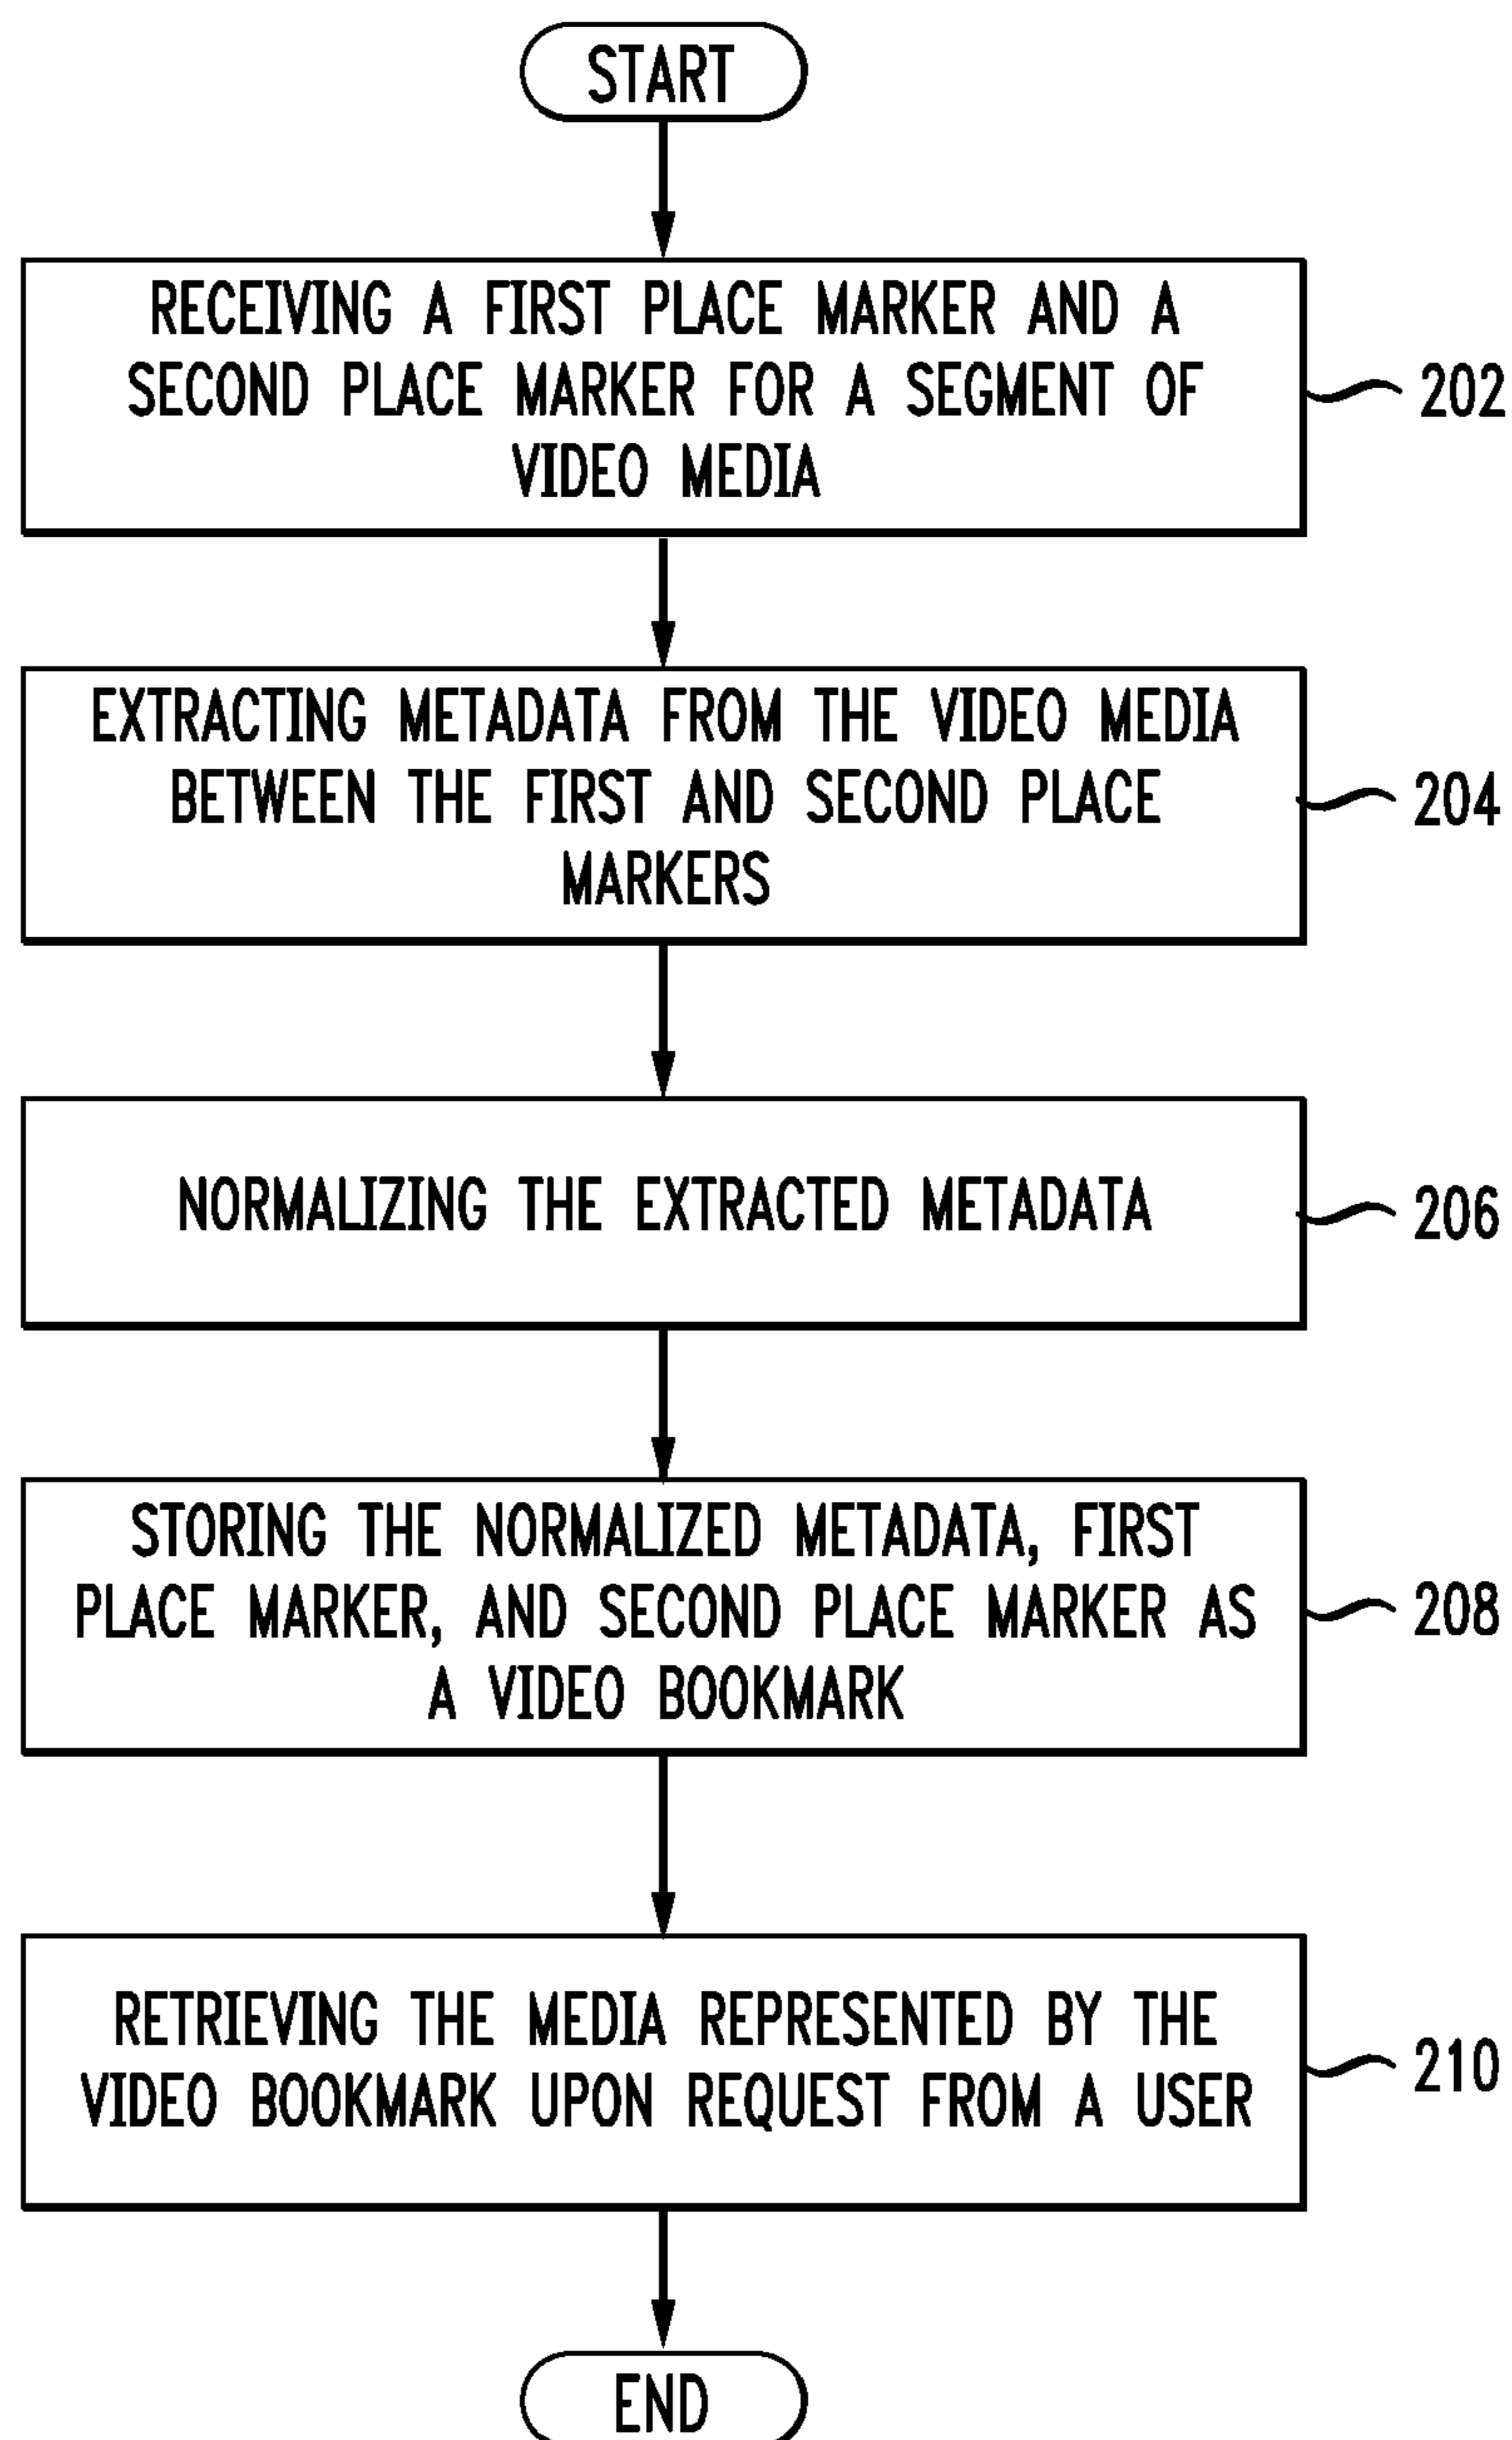 START
RECEIVING A FIRST PLACE MARKER AND A
SECOND PLACE MARKER FOR A SEGMENT OF
VIDEO MEDIA
202
EXTRACTING METADATA FROM THE VIDEO MEDIA
BETWEEN THE FIRST AND SECOND PLACE
MARKERS
204
NORMALIZING THE EXTRACTED METADATA
206
STORING THE NORMALIZED METADATA, FIRST
PLACE MARKER, AND SECOND PLACE MARKER AS
A VIDEO BOOKMARK
208
RETRIEVING THE MEDIA REPRESENTED BY THE
VIDEO BOOKMARK UPON REQUEST FROM A USER
210
END